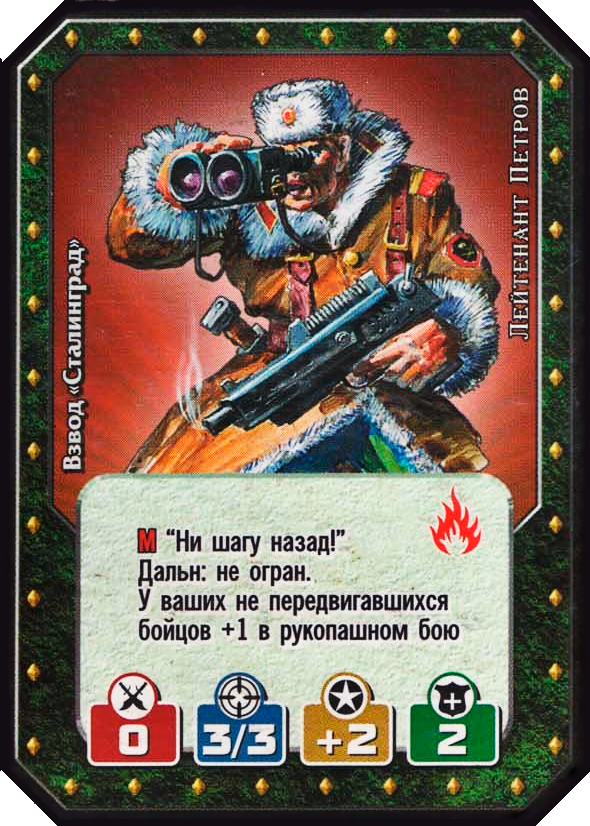 Взвод «Сталинград»
Лейтенант Петров
М “Ни шагу назад!”
Дальн: не огран.
У ваших не передвигавшихся
бойцов +1 в рукопашном бою
0
3/3
+2
2